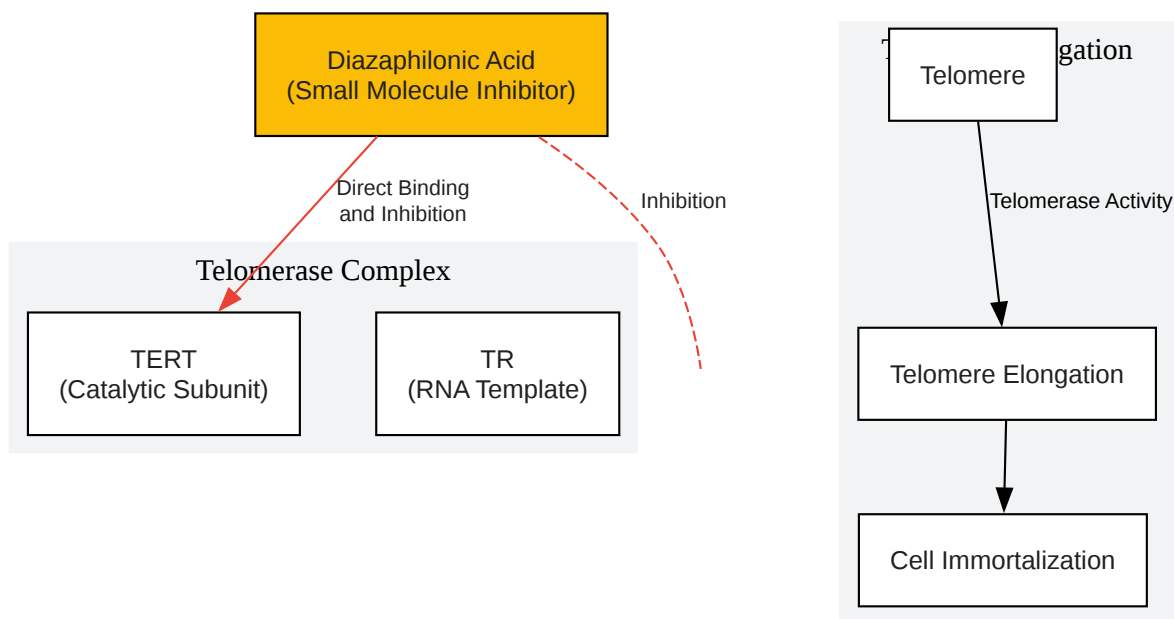 Diazaphilonic Acid
(Small Molecule Inhibitor)
Direct Binding
and Inhibition
Inhibition
Telomerase Complex
TERT
(Catalytic Subunit)
TR
(RNA Template)
Telomere
Telomerase Activity
Telomere Elongation
Cell Immortalization